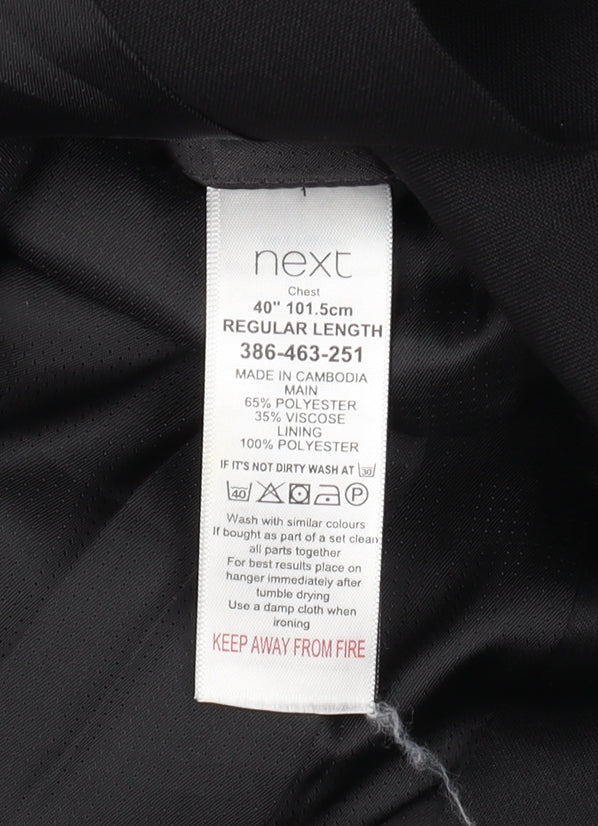 next
Chest
40" 101.5cm
REGULAR LENGTH
386-463-251
MADE IN CAMBODIA
MAIN
65% POLYESTER
35% VISCOSE
LINING
100% POLYESTER
IF IT'S NOT DIRTY WASH AT 30
40 P
Wash with similar colours
If bought as part of a set clean
all parts together
For best results place on
hanger immediately after
tumble drying
Use a damp cloth when
ironing
KEEP AWAY FROM FIRE